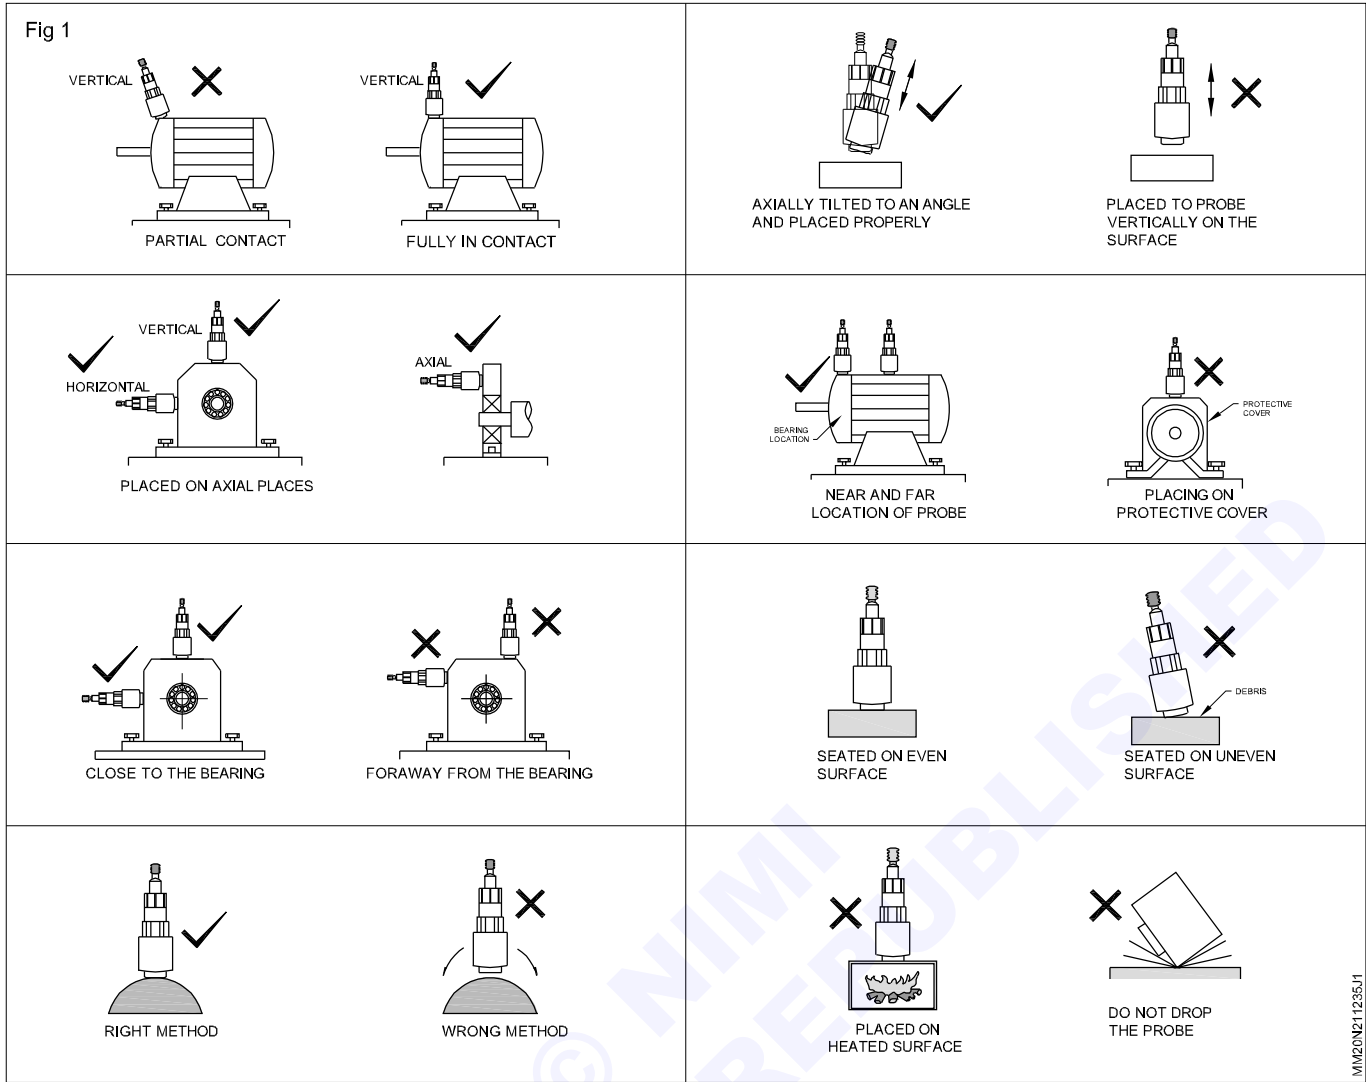 Fig 1
VERTICAL
VERTICAL
PARTIAL CONTACT
FULLY IN CONTACT
AXIALLY TILTED TO AN ANGLE
AND PLACED PROPERLY
PLACED TO PROBE
VERTICALLY ON THE
SURFACE
VERTICAL
HORIZONTAL
AXIAL
PLACED ON AXIAL PLACES
BEARING
LOCATION
NEAR AND FAR
LOCATION OF PROBE
PROTECTIVE
COVER
PLACING ON
PROTECTIVE COVER
CLOSE TO THE BEARING
FORAWAY FROM THE BEARING
SEATED ON EVEN
SURFACE
DEBRIS
SEATED ON UNEVEN
SURFACE
RIGHT METHOD
WRONG METHOD
PLACED ON
HEATED SURFACE
DO NOT DROP
THE PROBE
MM20N211235J1
© NIMI
REPUBLISHED